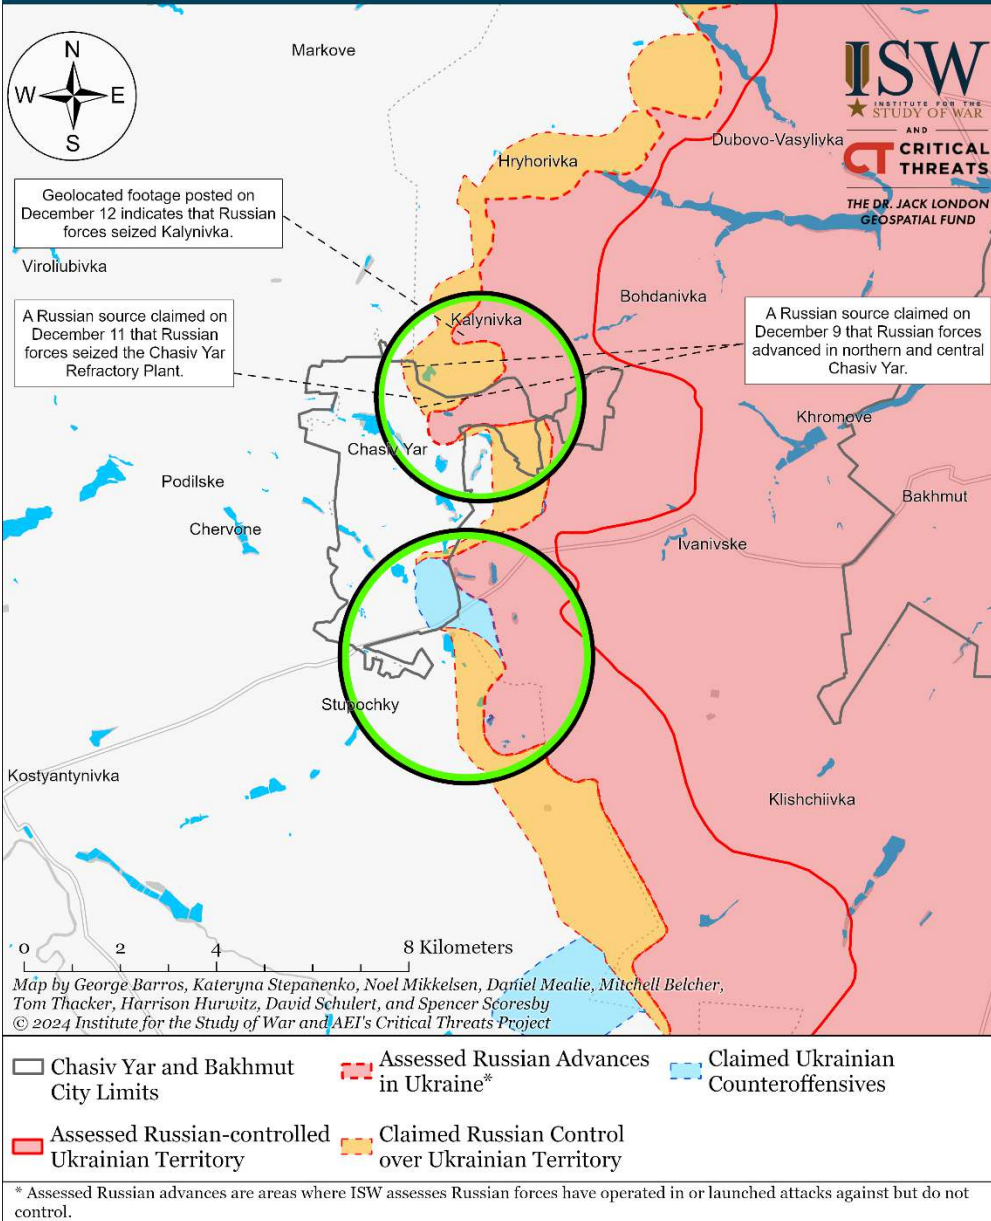 N
W
E
S
Markove
ISW
INSTITUTE FOR THE
STUDY OF WAR
AND
CT CRITICAL
THREATS
THE DR. JACK LONDON
GEOSPATIAL FUND
Dubovo-Vasylivka
Hryhorivka
Geolocated footage posted on
December 12 indicates that Russian
forces seized Kalynivka.
Viroliubivka
Bohdanivka
A Russian source claimed on
December 11 that Russian
forces seized the Chasiv Yar
Refractory Plant.
Kalynivka
A Russian source claimed on
December 9 that Russian forces
advanced in northern and central
Chasiv Yar.
Khromove
Chasiv Yar
Podilske
Bakhmut
Chervone
Ivanivske
Stupochky
Kostyantynivka
Klishchiivka
0 2 4 8 Kilometers
Map by George Barros, Kateryna Stepanenko, Noel Mikkelsen, Daniel Mealie, Mitchell Belcher,
Tom Thacker, Harrison Hurwitz, David Schulert, and Spencer Scoresby
© 2024 Institute for the Study of War and AEI's Critical Threats Project
Chasiv Yar and Bakhmut
City Limits
Assessed Russian Advances
in Ukraine*
Claimed Ukrainian
Counteroffensives
Assessed Russian-controlled
Ukrainian Territory
Claimed Russian Control
over Ukrainian Territory
* Assessed Russian advances are areas where ISW assesses Russian forces have operated in or launched attacks against but do not
control.